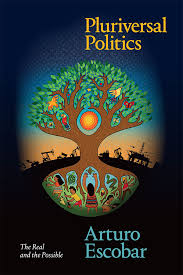 Pluriversal
Politics
The Real
and the Possible
Arturo
Escobar